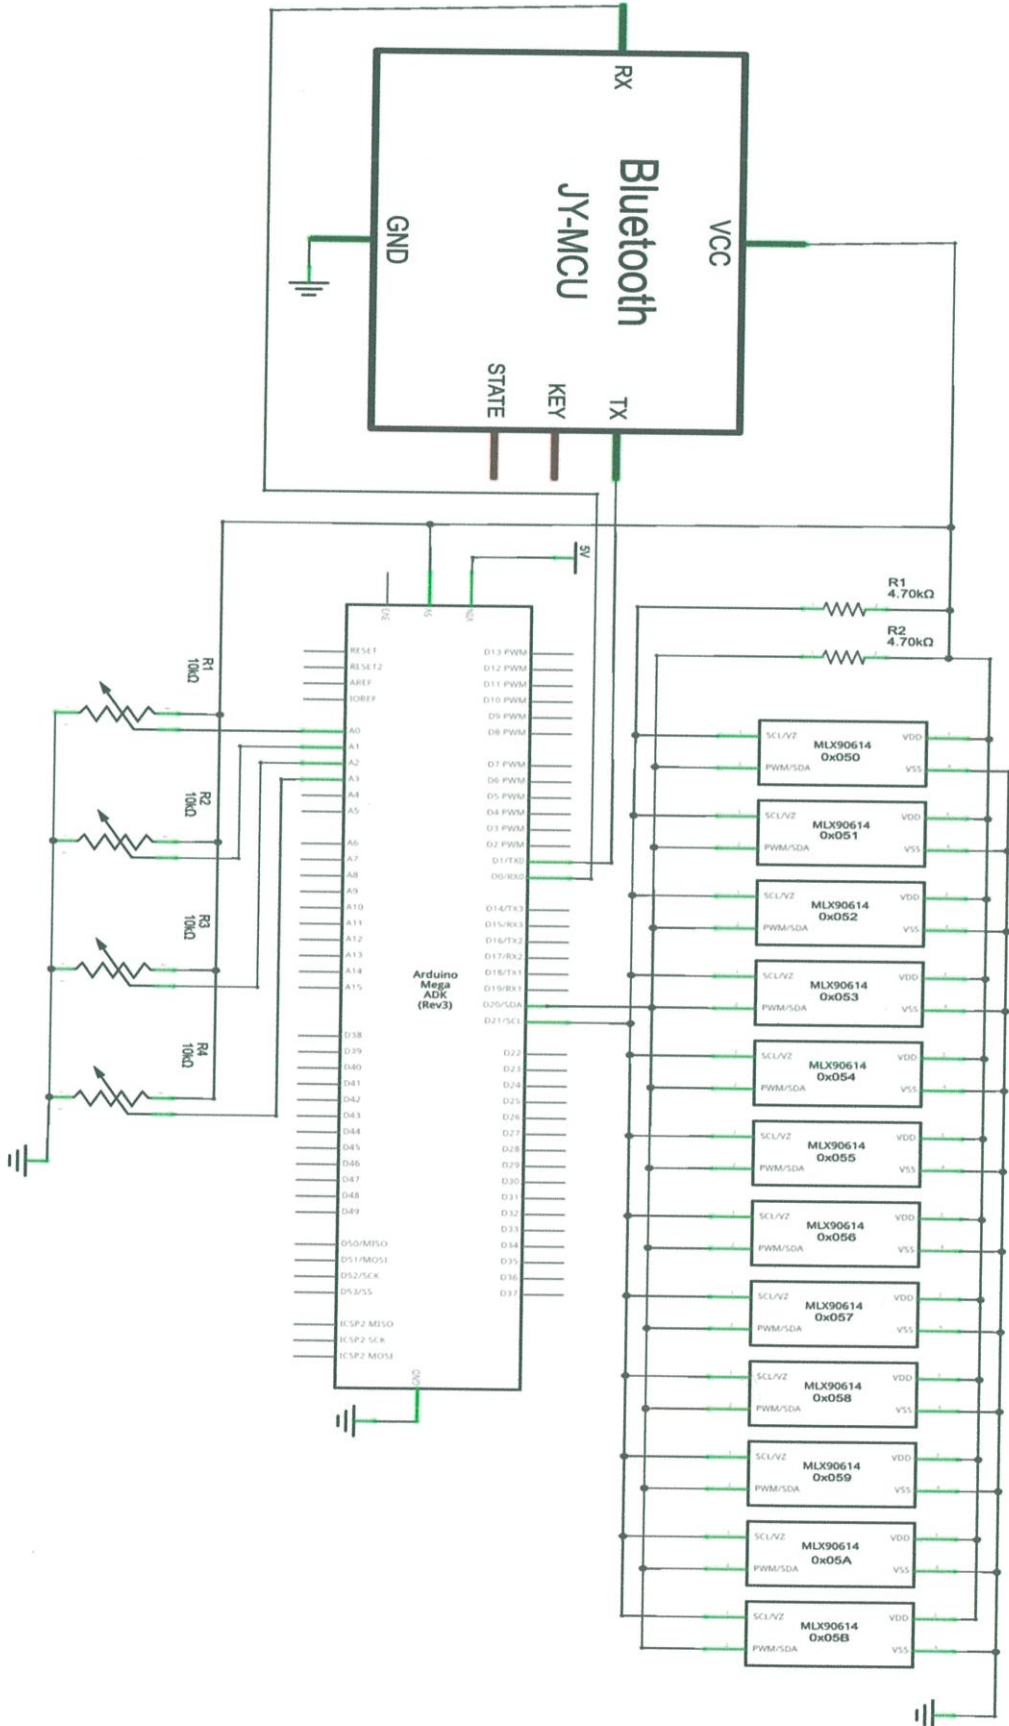 RX
Bluetooth
JY-MCU
VCC
GND
STATE
KEY
TX
5V
R1
4.70kΩ
R2
4.70kΩ
3V3
5V
VIN
RESET
RESET2
AREF
IOREF
A0
A1
A2
A3
A4
A5
A6
A7
A8
A9
A10
A11
A12
A13
A14
A15
D38
D39
D40
D41
D42
D43
D44
D45
D46
D47
D48
D49
D50/MISO
D51/MOSI
D52/SCK
D53/SS
ICSP2 MISO
ICSP2 SCK
ICSP2 MOSI
D13 PWM
D12 PWM
D11 PWM
D10 PWM
D9 PWM
D8 PWM
D7 PWM
D6 PWM
D5 PWM
D4 PWM
D3 PWM
D2 PWM
D1/TX0
D0/RX0
D14/TX3
D15/RX3
D16/TX2
D17/RX2
D18/TX1
D19/RX1
D20/SDA
D21/SCL
D22
D23
D24
D25
D26
D27
D28
D29
D30
D31
D32
D33
D34
D35
D36
D37
Arduino
Mega
ADK
(Rev3)
GND
R1
10kΩ
R2
10kΩ
R3
10kΩ
R4
10kΩ
SCL/VZ VDD
MLX90614
0x050
PWM/SDA VSS
SCL/VZ VDD
MLX90614
0x051
PWM/SDA VSS
SCL/VZ VDD
MLX90614
0x052
PWM/SDA VSS
SCL/VZ VDD
MLX90614
0x053
PWM/SDA VSS
SCL/VZ VDD
MLX90614
0x054
PWM/SDA VSS
SCL/VZ VDD
MLX90614
0x055
PWM/SDA VSS
SCL/VZ VDD
MLX90614
0x056
PWM/SDA VSS
SCL/VZ VDD
MLX90614
0x057
PWM/SDA VSS
SCL/VZ VDD
MLX90614
0x058
PWM/SDA VSS
SCL/VZ VDD
MLX90614
0x059
PWM/SDA VSS
SCL/VZ VDD
MLX90614
0x05A
PWM/SDA VSS
SCL/VZ VDD
MLX90614
0x05B
PWM/SDA VSS